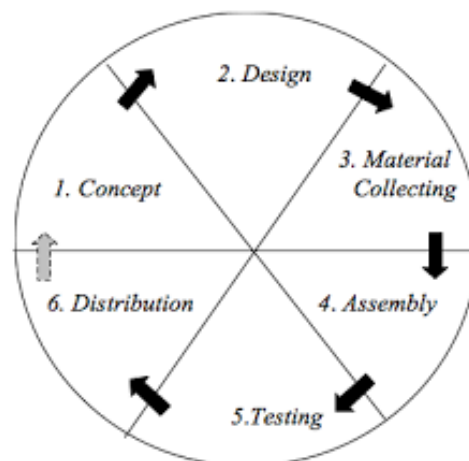 1. Concept
2. Design
3. Material
Collecting
4. Assembly
5.Testing
6. Distribution